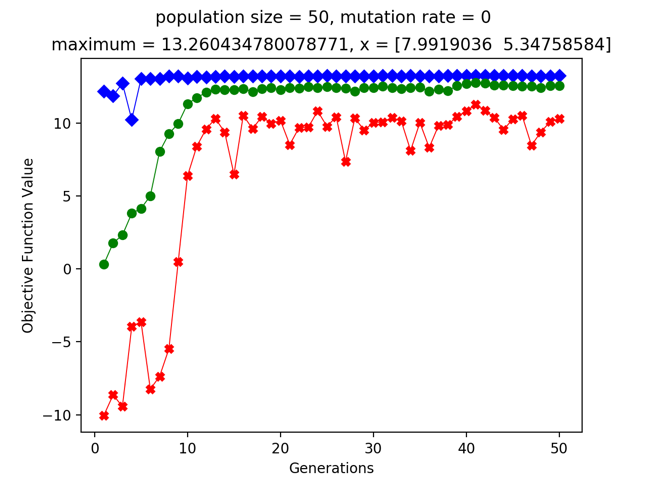 population size = 50, mutation rate = 0
maximum = 13.260434780078771, x = [7.9919036  5.34758584]
10
5
0
−5
−10
Objective Function Value
0
10
20
30
40
50
Generations